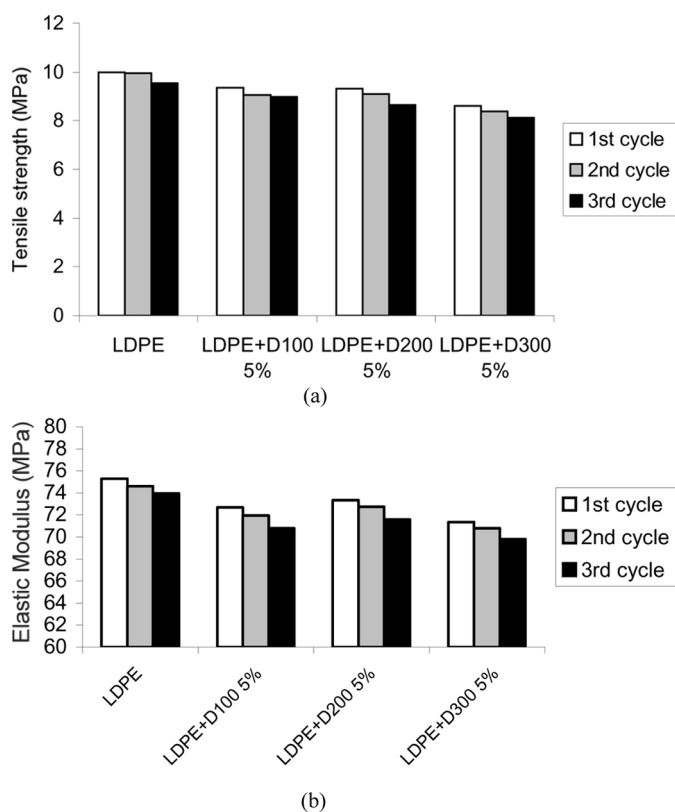 12
10
8
6
4
2
0
Tensile strength (MPa)
1st cycle
2nd cycle
3rd cycle
LDPE LDPE+D100 LDPE+D200 LDPE+D300
5% 5% 5%
(a)
80
78
76
74
72
70
68
66
64
62
60
Elastic Modulus (MPa)
1st cycle
2nd cycle
3rd cycle
LDPE
LDPE+D100 5%
LDPE+D200 5%
LDPE+D300 5%
(b)